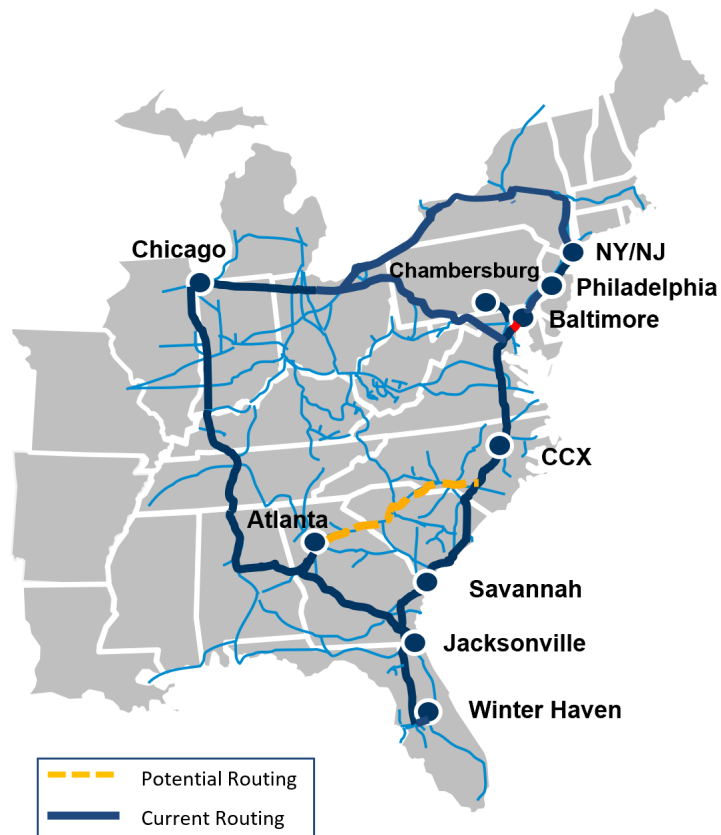 Chicago
NY/NJ
Chambersburg
Philadelphia
Baltimore
CCX
Atlanta
Savannah
Jacksonville
Winter Haven
Potential Routing
Current Routing